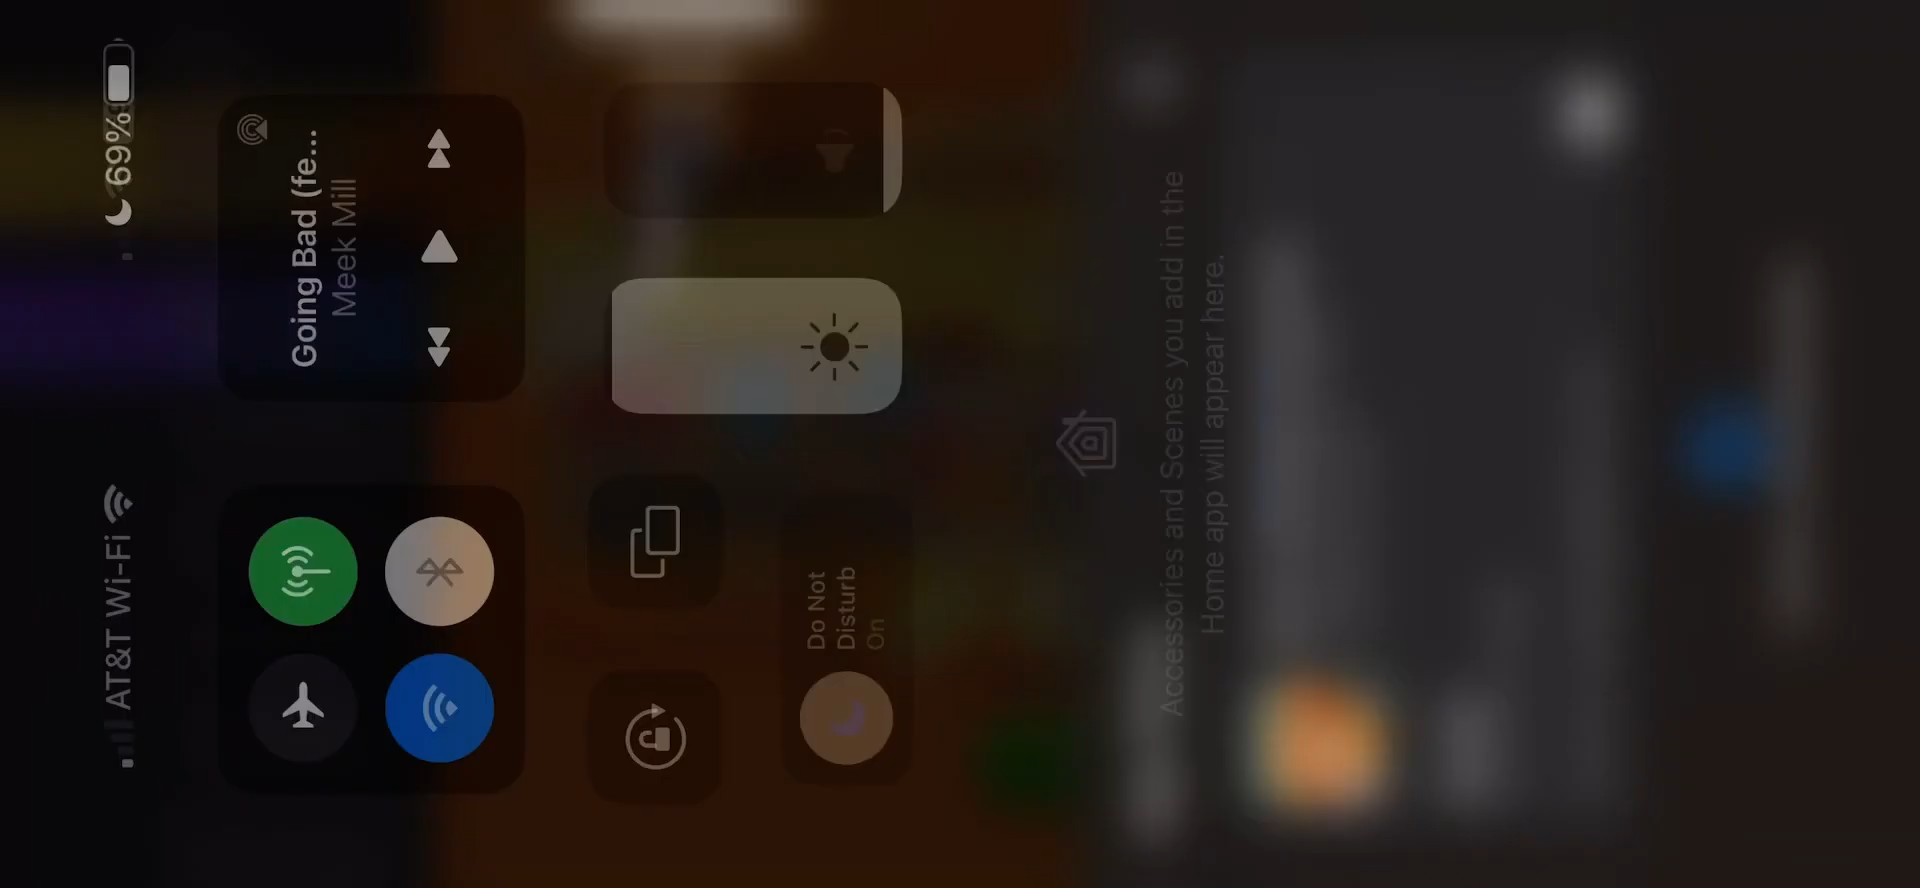 AT&T Wi-Fi
69%
Going Bad (fe...
Meek Mill
Do Not
Disturb
On
Accessories and Scenes you add in the
Home app will appear here.